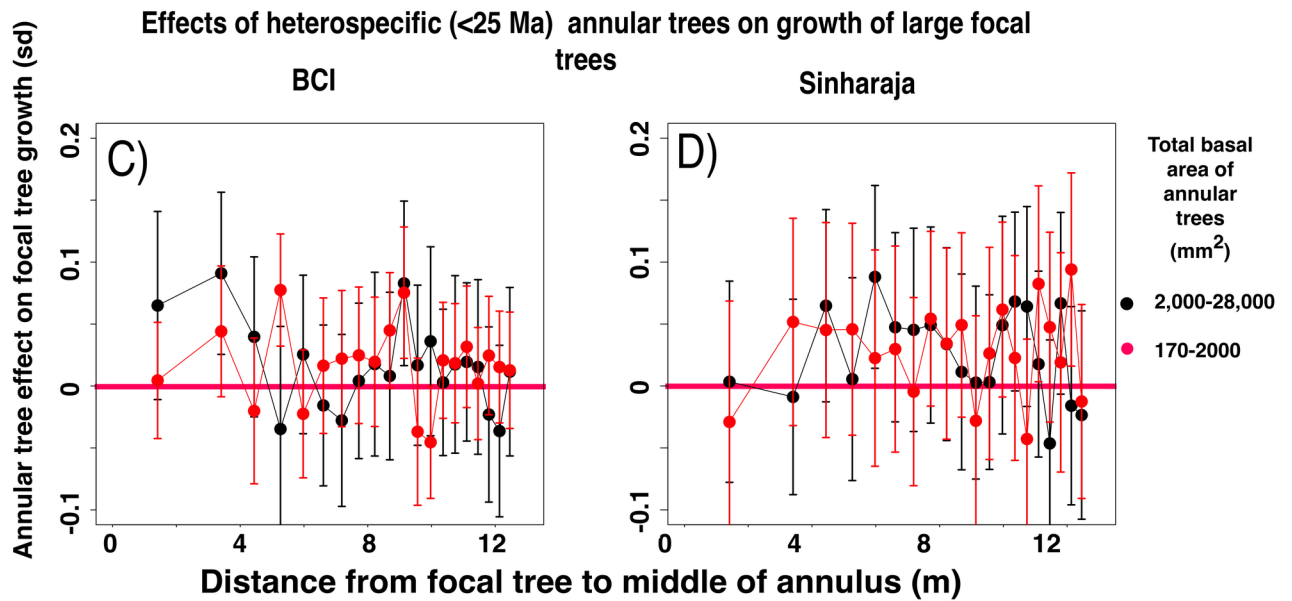 Effects of heterospecific (<25 Ma) annular trees on growth of large focal
trees
BCI
Sinharaja
Annular tree effect on focal tree growth (sd)
C)
0.2
0.1
0
-0.1
0
4
8
12
D)
0.2
0.1
0
-0.1
0
4
8
12
Distance from focal tree to middle of annulus (m)
Total basal
area of
annular
trees
(mm²)
2,000-28,000
170-2000